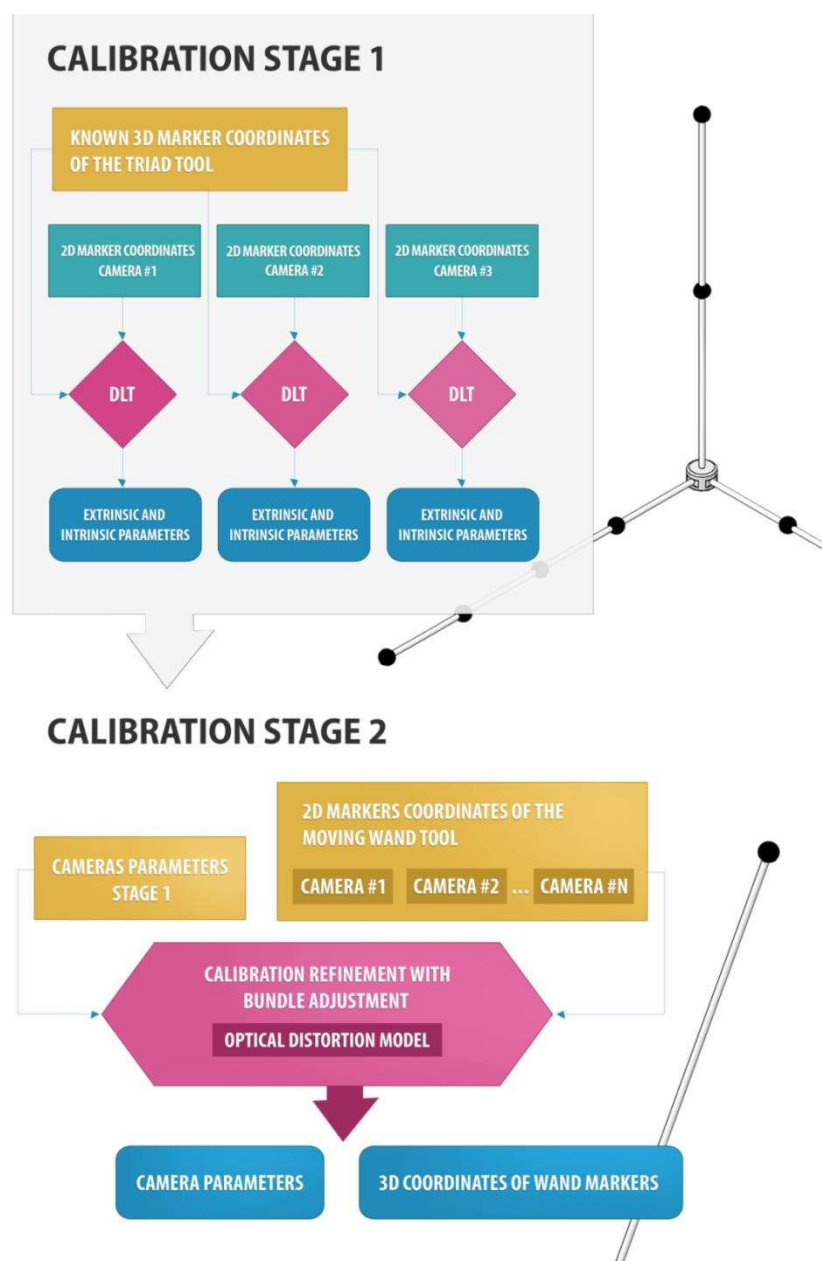 CALIBRATION STAGE 1
KNOWN 3D MARKER COORDINATES
OF THE TRIAD TOOL
2D MARKER COORDINATES
CAMERA #1
2D MARKER COORDINATES
CAMERA #2
2D MARKER COORDINATES
CAMERA #3
DLT
DLT
DLT
EXTRINSIC AND
INTRINSIC PARAMETERS
EXTRINSIC AND
INTRINSIC PARAMETERS
EXTRINSIC AND
INTRINSIC PARAMETERS
CALIBRATION STAGE 2
CAMERAS PARAMETERS
STAGE 1
2D MARKERS COORDINATES OF THE
MOVING WAND TOOL
CAMERA #1 CAMERA #2 ... CAMERA #N
CALIBRATION REFINEMENT WITH
BUNDLE ADJUSTMENT
OPTICAL DISTORTION MODEL
CAMERA PARAMETERS
3D COORDINATES OF WAND MARKERS